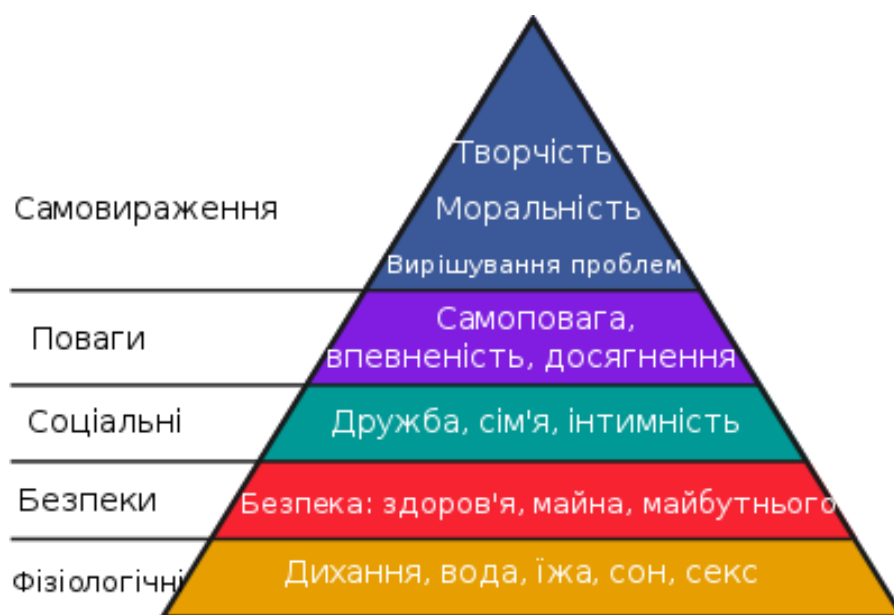 Творчість
Самовираження
Моральність
Вирішування проблем
Поваги
Самоповага,
впевненість, досягнення
Соціальні
Дружба, сім'я, інтимність
Безпеки
Безпека: здоров'я, майна, майбутнього
Фізіологічні
Дихання, вода, їжа, сон, секс